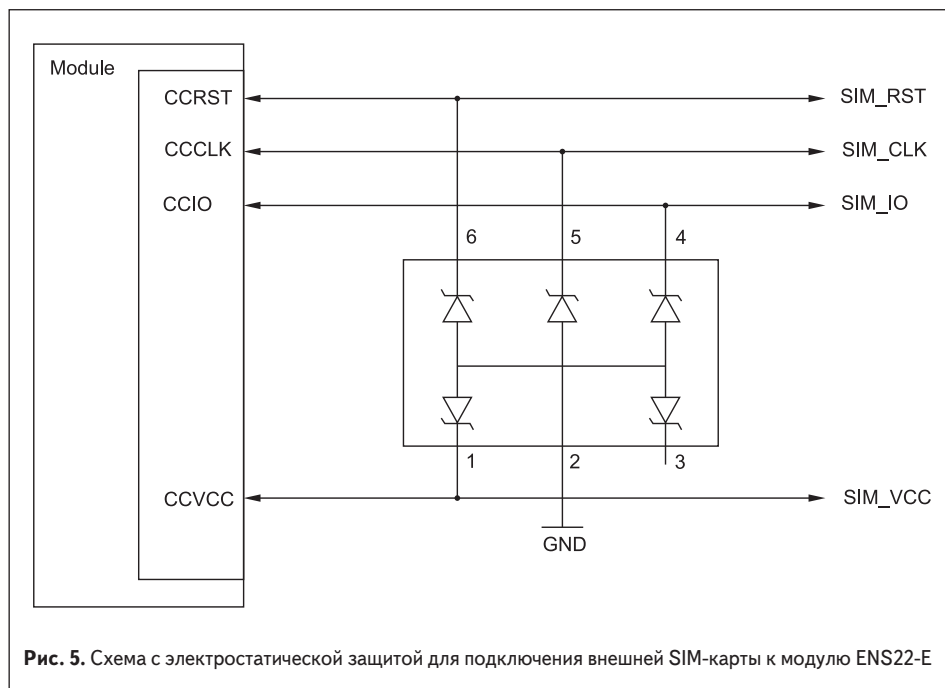 Module
CCRST
SIM_RST
CCCLK
SIM_CLK
CCIO
SIM_IO
6 5 4
1 2 3
CCVCC
SIM_VCC
GND
Рис. 5. Схема с электростатической защитой для подключения внешней SIM-карты к модулю ENS22-E